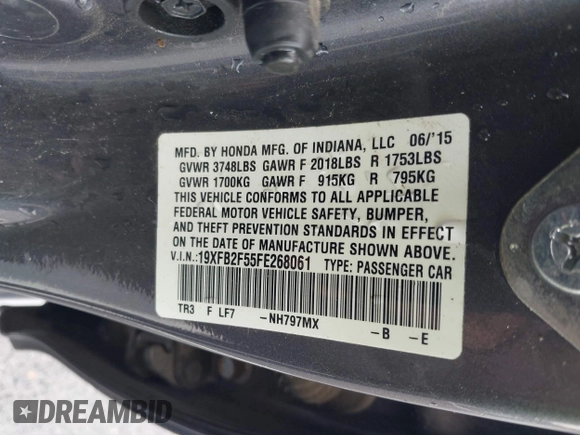 MFD. BY HONDA MFG. OF INDIANA, LLC 06/'15
GVWR 3748LBS GAWR F 2018LBS R 1753LBS
GVWR 1700KG GAWR F 915KG R 795KG
THIS VEHICLE CONFORMS TO ALL APPLICABLE
FEDERAL MOTOR VEHICLE SAFETY, BUMPER,
AND THEFT PREVENTION STANDARDS IN EFFECT
ON THE DATE OF MANUFACTURE SHOWN ABOVE.
V.I.N.:19XFB2F55FE268061 TYPE: PASSENGER CAR
TR3 F LF7 -NH797MX -B -E
DREAMBID